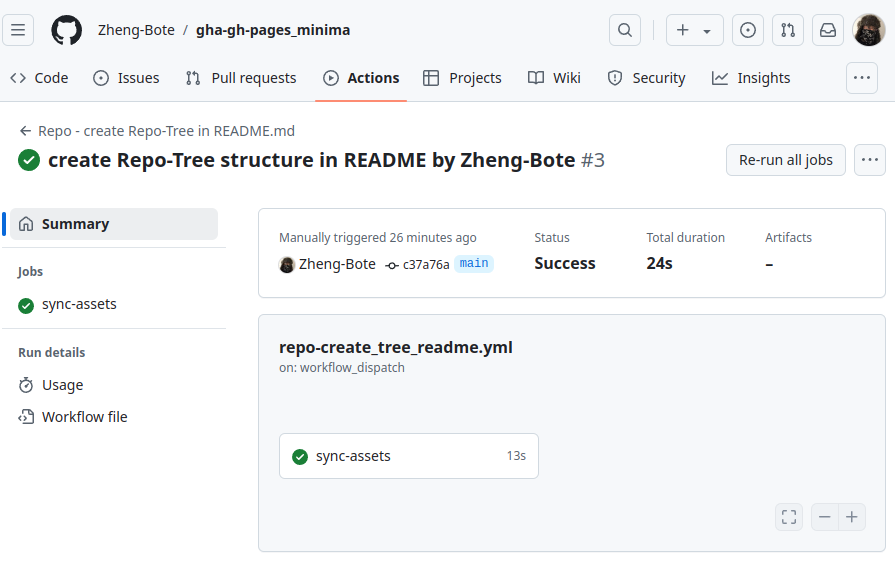 Zheng-Bote / gha-gh-pages_minima
Code Issues Pull requests Actions Projects Wiki Security Insights
Repo - create Repo-Tree in README.md
create Repo-Tree structure in README by Zheng-Bote #3
Re-run all jobs
Summary
Jobs
sync-assets
Run details
Usage
Workflow file
Manually triggered 26 minutes ago
Zheng-Bote c37a76a main
Status
Success
Total duration
24s
Artifacts
–
repo-create_tree_readme.yml
on: workflow_dispatch
sync-assets 13s